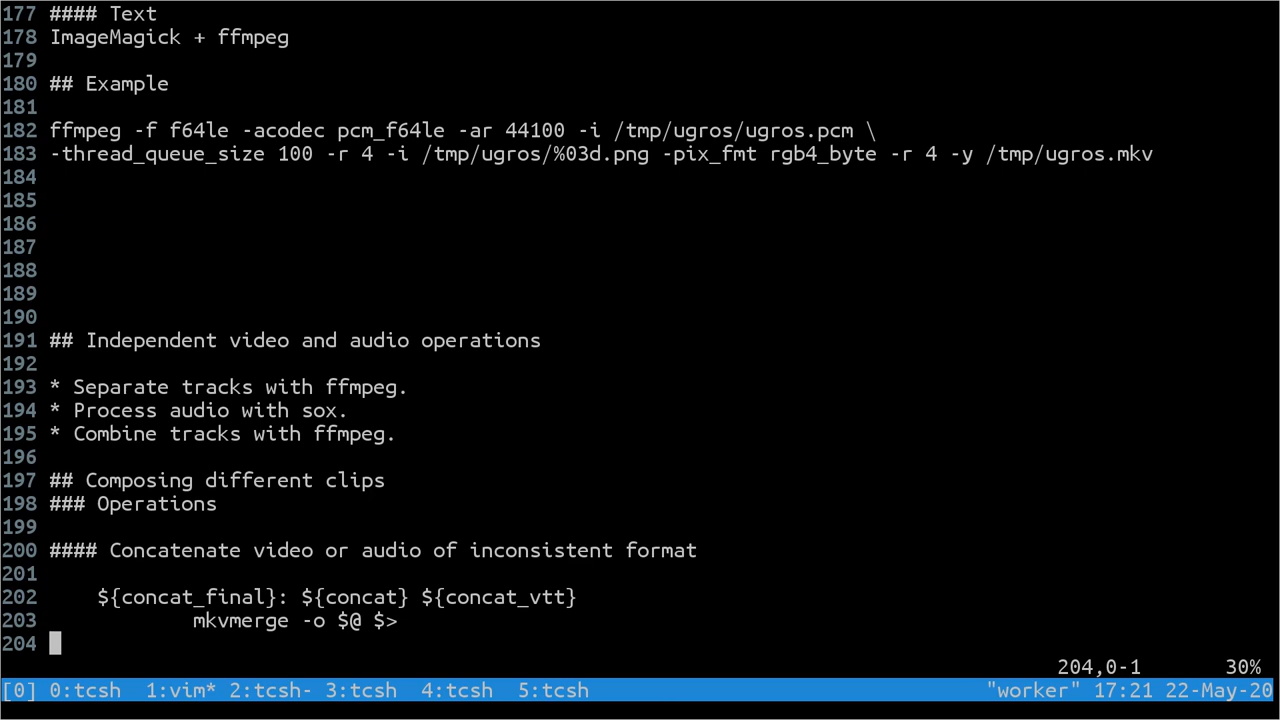 177 #### Text
178 ImageMagick + ffmpeg
179
180 ## Example
181
182 ffmpeg -f f64le -acodec pcm_f64le -ar 44100 -i /tmp/ugros/ugros.pcm \
183 -thread_queue_size 100 -r 4 -i /tmp/ugros/%03d.png -pix_fmt rgb4_byte -r 4 -y /tmp/ugros.mkv
184
185
186
187
188
189
190
191 ## Independent video and audio operations
192
193 * Separate tracks with ffmpeg.
194 * Process audio with sox.
195 * Combine tracks with ffmpeg.
196
197 ## Composing different clips
198 ### Operations
199
200 #### Concatenate video or audio of inconsistent format
201
202     ${concat_final}: ${concat} ${concat_vtt}
203             mkvmerge -o $@ $>
204
204,0-1 30%
[0] 0:tcsh  1:vim* 2:tcsh- 3:tcsh  4:tcsh  5:tcsh "worker" 17:21 22-May-20